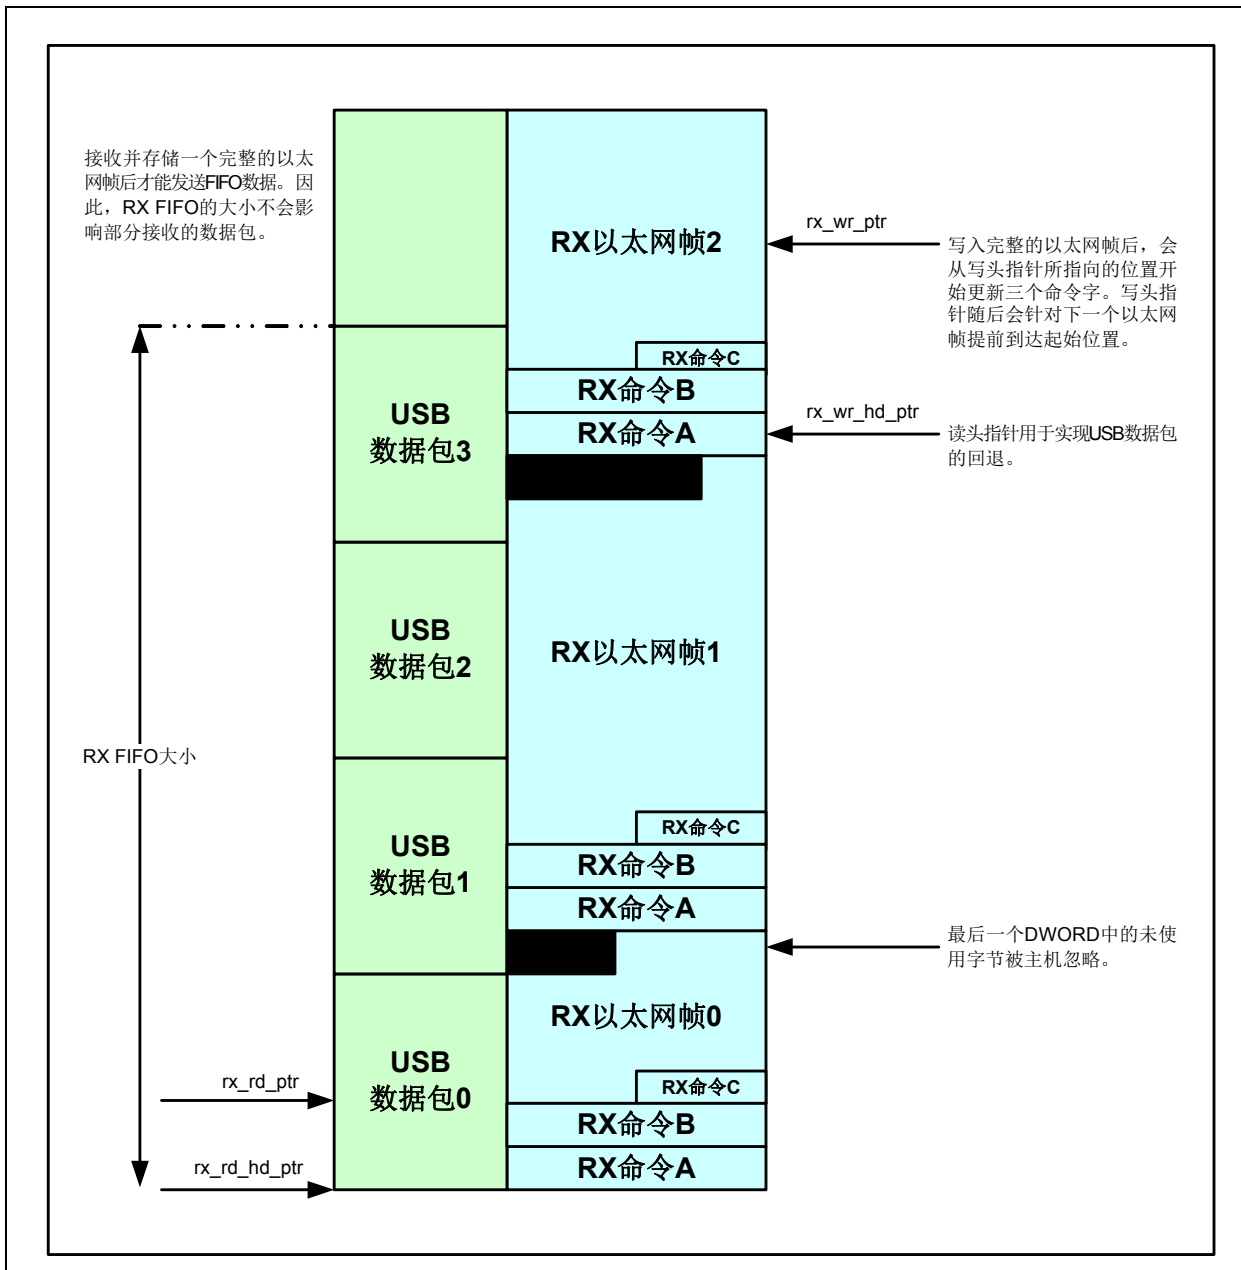 接收并存储一个完整的以太
网帧后才能发送FIFO数据。因
此，RX FIFO的大小不会影
响部分接收的数据包。
RX以太网帧2
rx_wr_ptr
写入完整的以太网帧后，会
从写头指针所指向的位置开
始更新三个命令字。写头指
针随后会针对下一个以太网
帧提前到达起始位置。
RX命令C
RX命令B
RX命令A
rx_wr_hd_ptr
读头指针用于实现USB数据包
的回退。
USB
数据包3
USB
数据包2
RX以太网帧1
RX FIFO大小
RX命令C
RX命令B
RX命令A
USB
数据包1
最后一个DWORD中的未使
用字节被主机忽略。
RX以太网帧0
USB
数据包0
rx_rd_ptr
RX命令C
RX命令B
RX命令A
rx_rd_hd_ptr